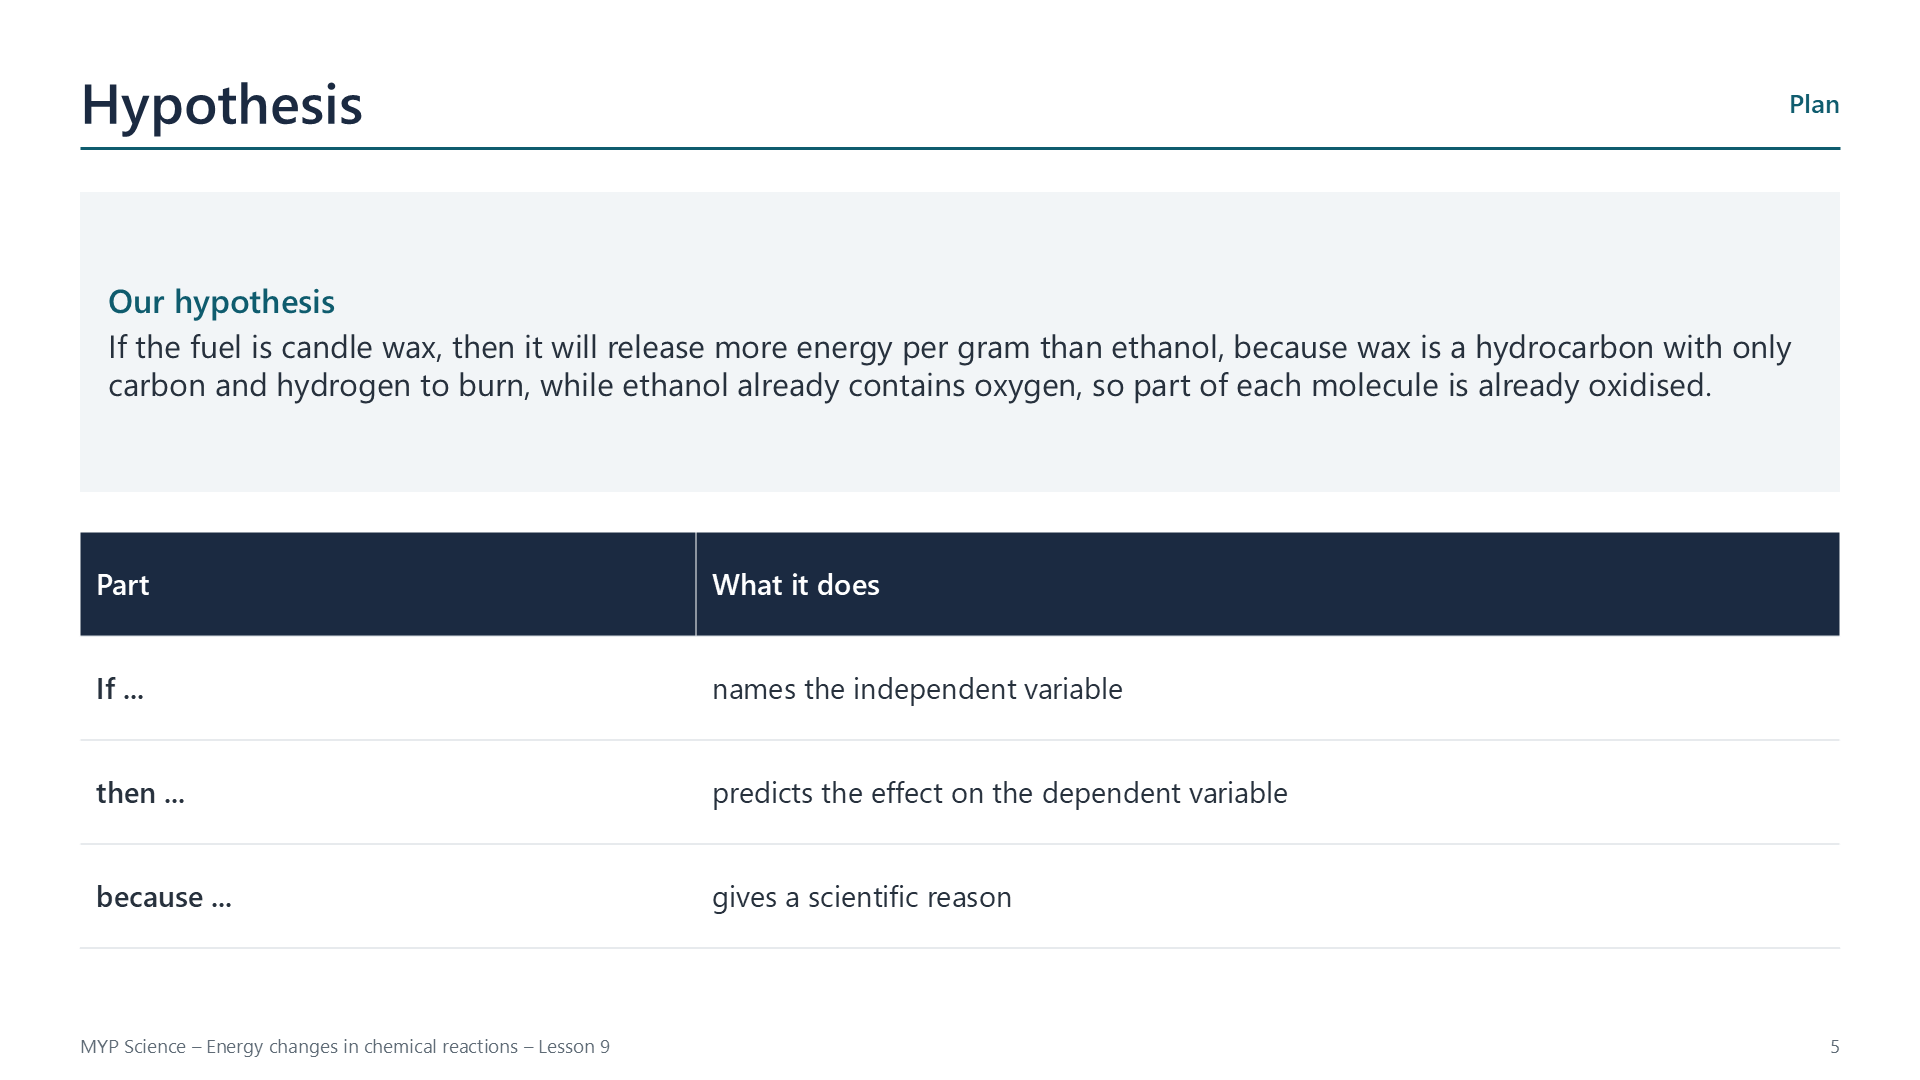 Hypothesis
Plan
Our hypothesis
If the fuel is candle wax, then it will release more energy per gram than ethanol, because wax is a hydrocarbon with only
carbon and hydrogen to burn, while ethanol already contains oxygen, so part of each molecule is already oxidised.
Part What it does
If ... names the independent variable
then ... predicts the effect on the dependent variable
because ... gives a scientific reason
MYP Science – Energy changes in chemical reactions – Lesson 9 5